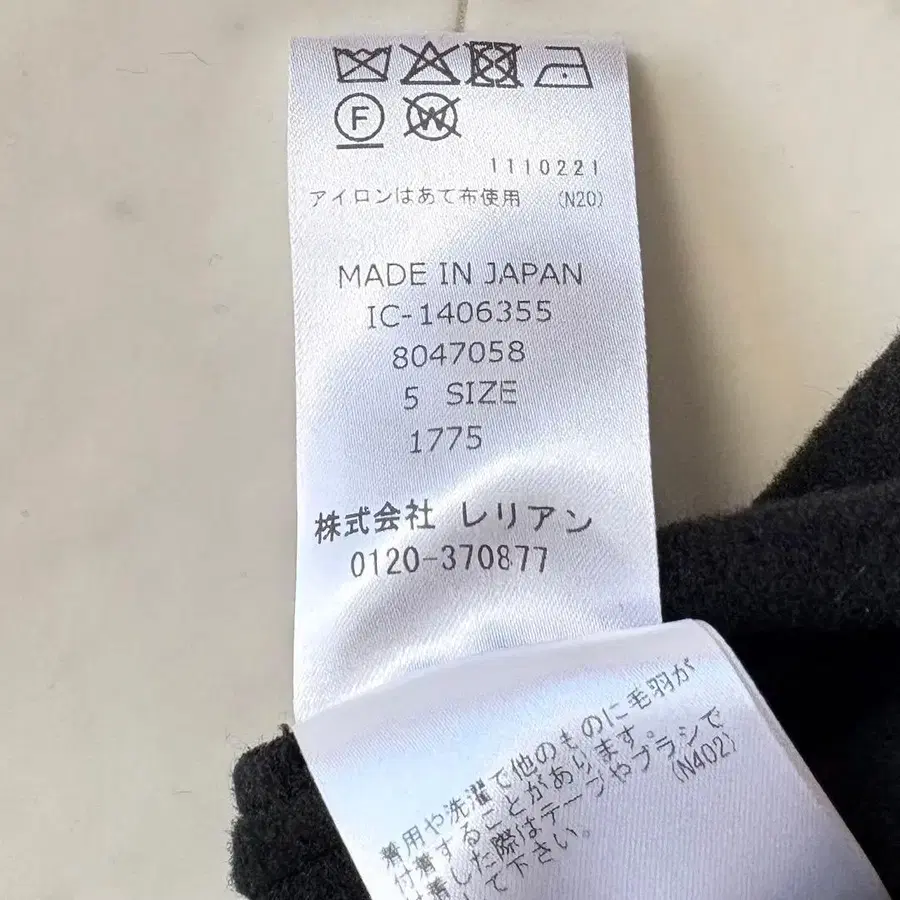 F W
1110221
アイロンはあて布使用 (N20)
MADE IN JAPAN
IC-1406355
8047058
5 SIZE
1775
株式会社 レリアン
0120-370877
着用や洗濯で他のものに毛羽が
付着することがあります。
付着した際はテープやブラシで
して下さい。 (N402)